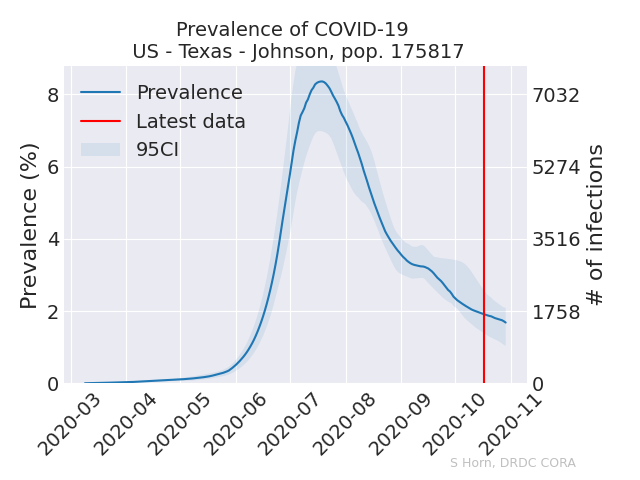 Prevalence of COVID-19
US - Texas - Johnson, pop. 175817
Prevalence
Latest data
95CI
Prevalence (%)
8
6
4
2
0
7032
5274
3516
1758
0
# of infections
2020-03
2020-04
2020-05
2020-06
2020-07
2020-08
2020-09
2020-10
2020-11
S Horn, DRDC CORA